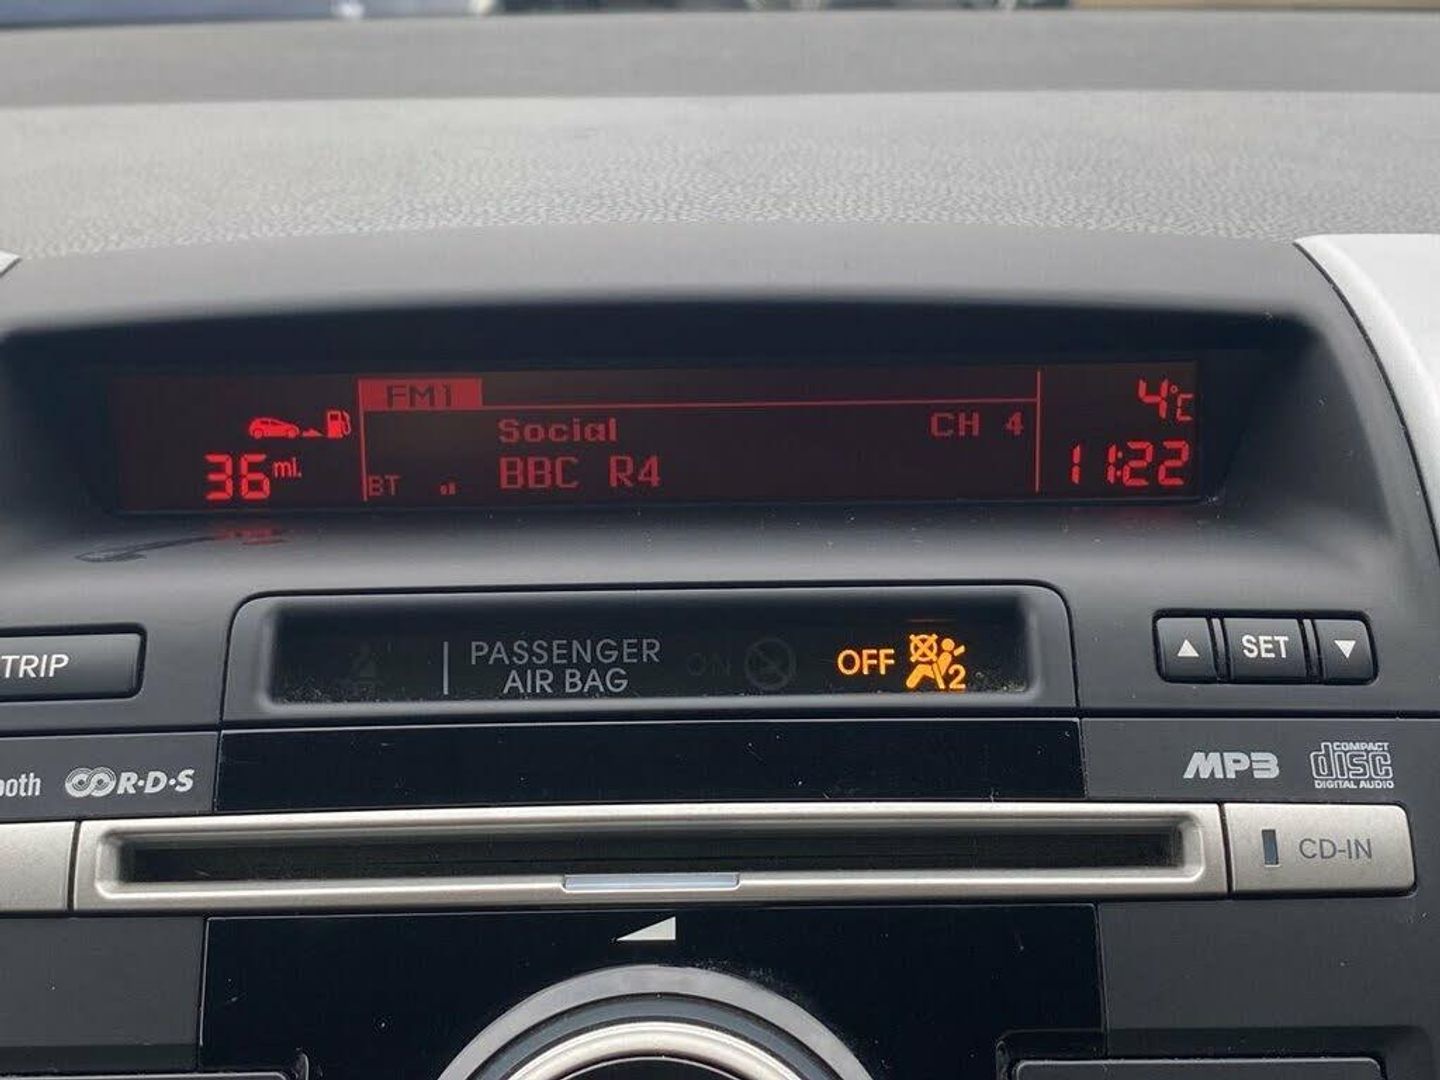 FM1
Social
CH 4
4°C
36 mi.
BT
BBC R4
11:22
PASSENGER
AIR BAG
ON
OFF
2
TRIP
SET
ooth
R·D·S
MP3
COMPACT
disc
DIGITAL AUDIO
CD-IN